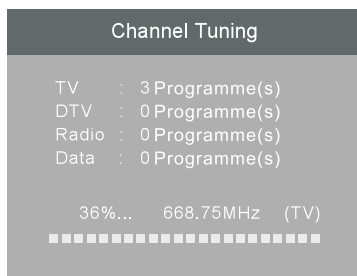 Channel Tuning
TV : 3 Programme(s)
DTV : 0 Programme(s)
Radio : 0 Programme(s)
Data : 0 Programme(s)
36%... 668.75MHz (TV)